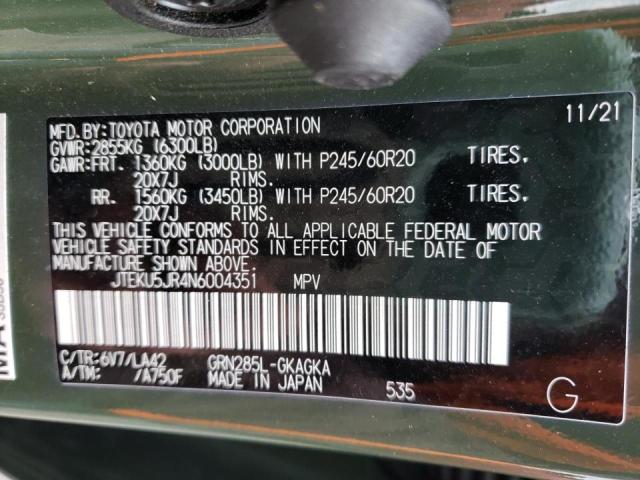 11/21
MFD.BY:TOYOTA MOTOR CORPORATION
GVWR:2855KG (6300LB)
GAWR:FRT. 1360KG (3000LB) WITH P245/60R20 TIRES.
20X7J RIMS.
RR. 1560KG (3450LB) WITH P245/60R20 TIRES.
20X7J RIMS.
THIS VEHICLE CONFORMS TO ALL APPLICABLE FEDERAL MOTOR
VEHICLE SAFETY STANDARDS IN EFFECT ON THE DATE OF
MANUFACTURE SHOWN ABOVE.
JTEKU5JR4N6004351 MPV
C/TR:6V7/LA42 GRN285L-GKAGKA
A/TM: /A750F MADE IN JAPAN 535
G